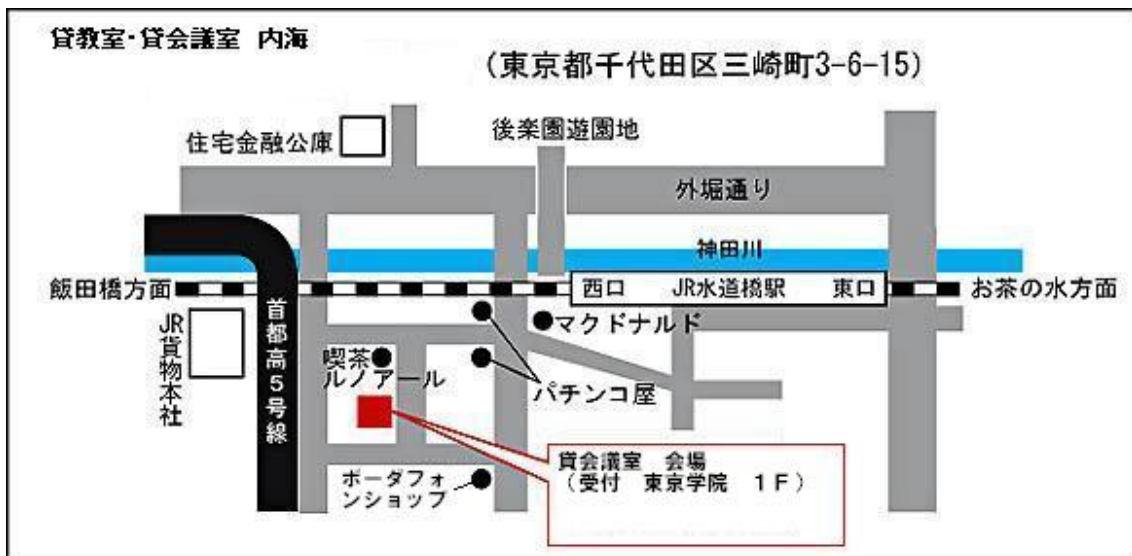 貸教室・貸会議室 内海
（東京都千代田区三崎町3-6-15）
住宅金融公庫
後楽園遊園地
外堀通り
神田川
飯田橋方面
西口 JR水道橋駅 東口
お茶の水方面
首都高5号線
JR貨物本社
マクドナルド
喫茶
ルノアール
パチンコ屋
貸会議室 会場
（受付 東京学院 1F）
ボーダフォ
ンショップ